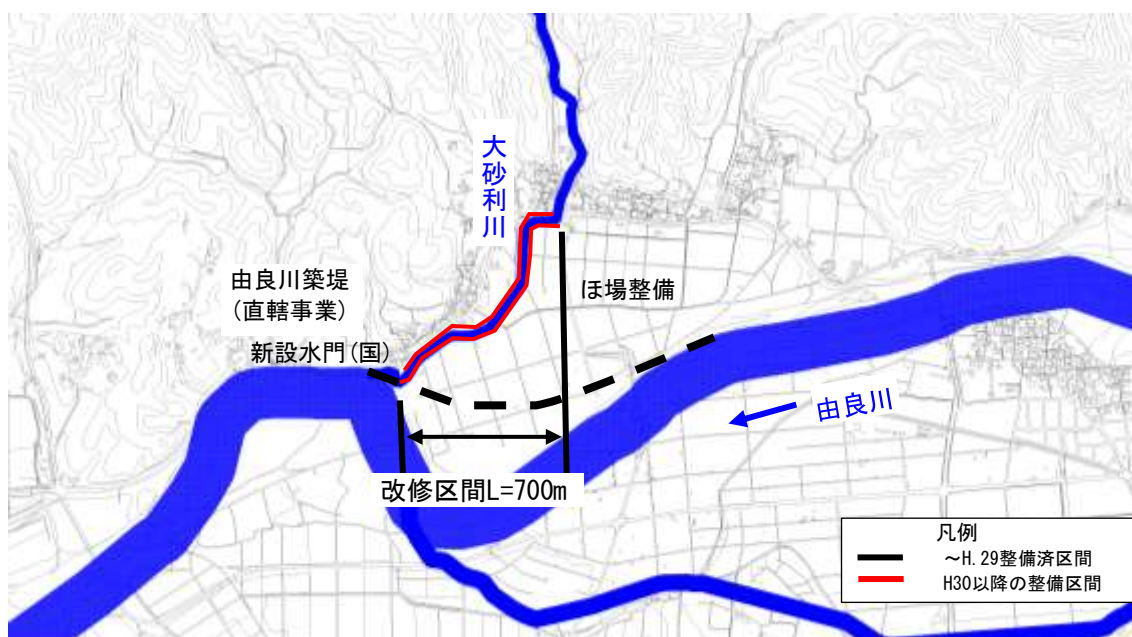 大砂利川
由良川築堤
(直轄事業)
新設水門(国)
ほ場整備
由良川
改修区間L=700m
凡例
～H.29整備済区間
H30以降の整備区間